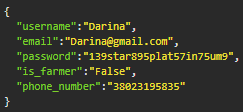 {
"username":"Darina",
"email":"Darina@gmail.com",
"password":"139star895plat57in75um9",
"is_farmer":"False",
"phone_number":"38023195835"
}